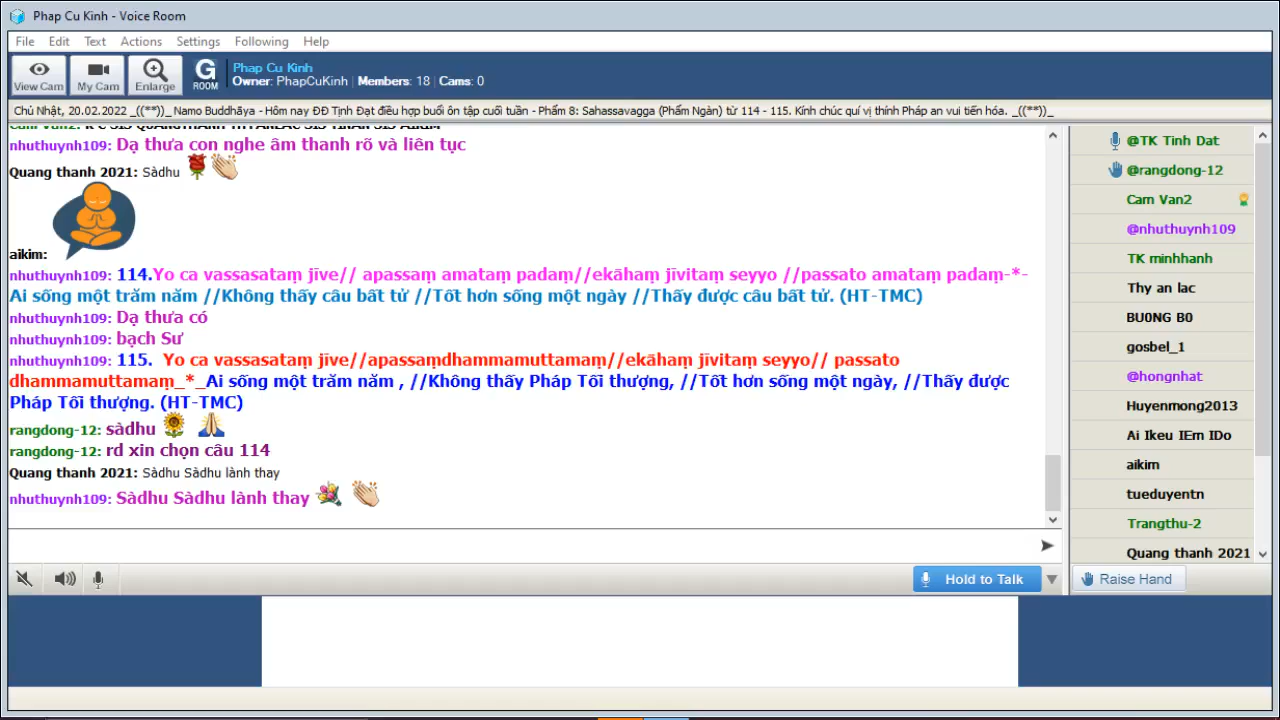 Phap Cu Kinh - Voice Room
File Edit Text Actions Settings Following Help
View Cam My Cam Enlarge G ROOM
Phap Cu Kinh
Owner: PhapCuKinh | Members: 18 | Cams: 0
Chủ Nhật, 20.02.2022 _((**))_ Namo Buddhāya - Hôm nay ĐĐ Tịnh Đạt điều hợp buổi ôn tập cuối tuần - Phẩm 8: Sahassavagga (Phẩm Ngàn) từ 114 - 115. Kính chúc quí vị thính Pháp an vui tiến hóa. _((**))_
nhuthuynh109: Dạ thưa con nghe âm thanh rõ và liên tục
Quang thanh 2021: Sàdhu
aikim:
nhuthuynh109: 114.Yo ca vassasataṃ jīve// apassaṃ amataṃ padaṃ//ekāhaṃ jīvitaṃ seyyo //passato amataṃ padaṃ-*-
Ai sống một trăm năm //Không thấy câu bất tử //Tốt hơn sống một ngày //Thấy được câu bất tử. (HT-TMC)
nhuthuynh109: Dạ thưa có
nhuthuynh109: bạch Sư
nhuthuynh109: 115. Yo ca vassasataṃ jīve//apassaṃdhammamuttamaṃ//ekāhaṃ jīvitaṃ seyyo// passato
dhammamuttamaṃ_*_Ai sống một trăm năm , //Không thấy Pháp Tối thượng, //Tốt hơn sống một ngày, //Thấy được
Pháp Tối thượng. (HT-TMC)
rangdong-12: sàdhu
rangdong-12: rd xin chọn câu 114
Quang thanh 2021: Sàdhu Sàdhu lành thay
nhuthuynh109: Sàdhu Sàdhu lành thay
@TK Tinh Dat
@rangdong-12
Cam Van2
@nhuthuynh109
TK minhhanh
Thy an lac
BU0NG B0
gosbel_1
@hongnhat
Huyenmong2013
Ai Ikeu IEm IDo
aikim
tueduyentn
Trangthu-2
Quang thanh 2021
Hold to Talk
Raise Hand